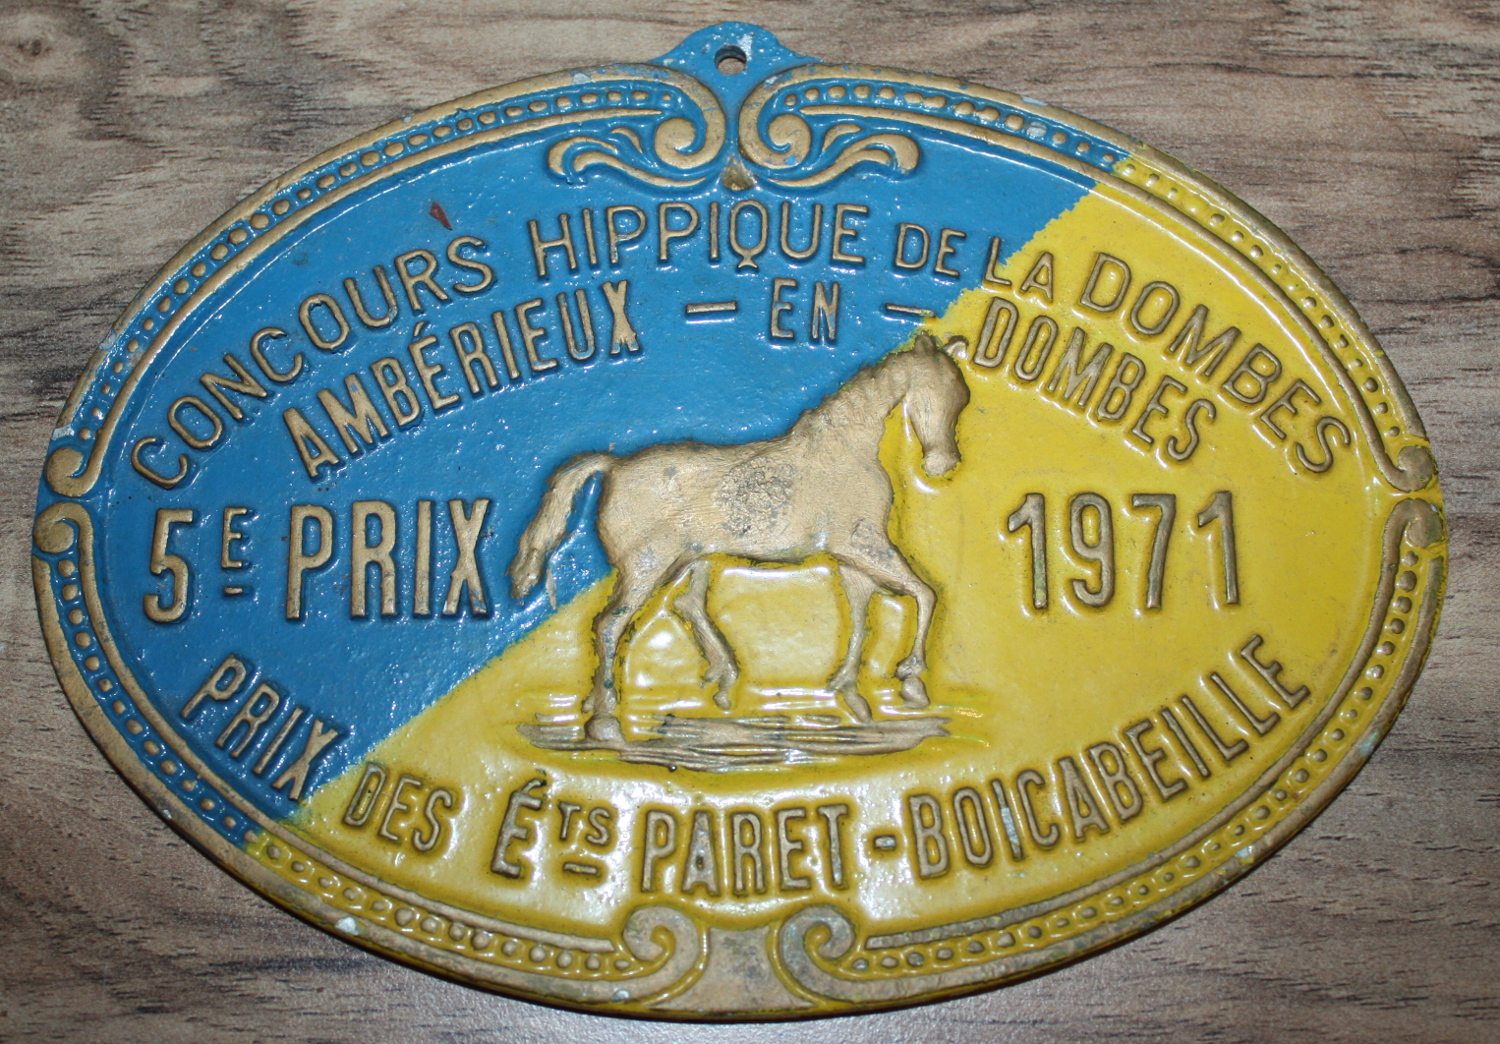 CONCOURS HIPPIQUE DE LA DOMBES
AMBÉRIEUX - EN - DOMBES
5E PRIX 1971
PRIX DES ÉTS PARET-BOICABEILLE